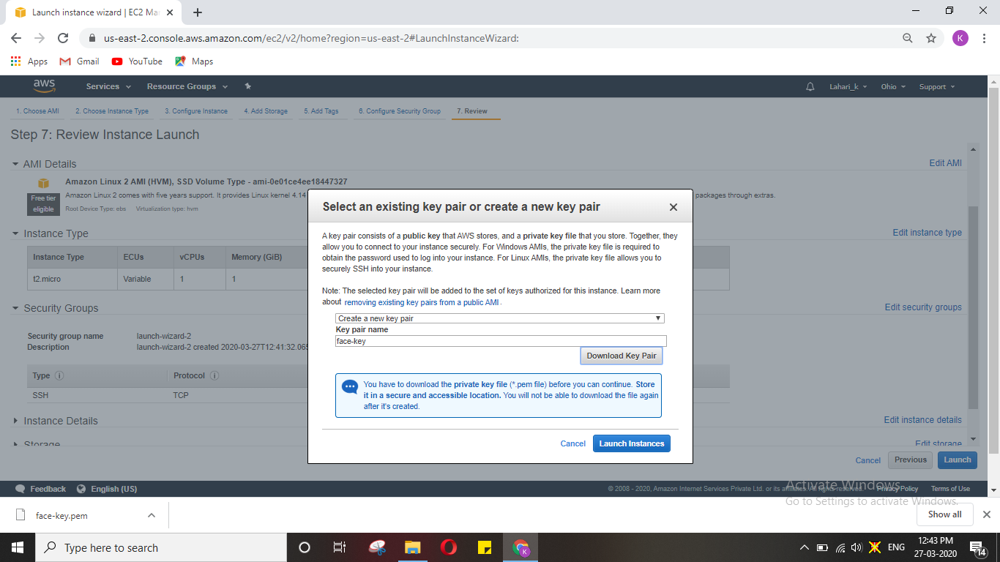 Launch instance wizard | EC2 Ma
us-east-2.console.aws.amazon.com/ec2/v2/home?region=us-east-2#LaunchInstanceWizard:
K
Apps Gmail YouTube Maps
aws Services Resource Groups Lahari_k Ohio Support
1. Choose AMI 2. Choose Instance Type 3. Configure Instance 4. Add Storage 5. Add Tags 6. Configure Security Group 7. Review
Step 7: Review Instance Launch
AMI Details Edit AMI
Amazon Linux 2 AMI (HVM), SSD Volume Type - ami-0e01ce4ee18447327
Free tier eligible
Amazon Linux 2 comes with five years support. It provides Linux kernel 4.14 packages through extras.
Root Device Type: ebs Virtualization type: hvm
Instance Type Edit instance type
Instance Type ECUs vCPUs Memory (GiB)
t2.micro Variable 1 1
Security Groups Edit security groups
Security group name launch-wizard-2
Description launch-wizard-2 created 2020-03-27T12:41:32.065
Type Protocol
SSH TCP
Instance Details Edit instance details
Storage Edit storage
Select an existing key pair or create a new key pair
A key pair consists of a public key that AWS stores, and a private key file that you store. Together, they
allow you to connect to your instance securely. For Windows AMIs, the private key file is required to
obtain the password used to log into your instance. For Linux AMIs, the private key file allows you to
securely SSH into your instance.
Note: The selected key pair will be added to the set of keys authorized for this instance. Learn more
about removing existing key pairs from a public AMI .
Create a new key pair
Key pair name
face-key
Download Key Pair
You have to download the private key file (*.pem file) before you can continue. Store
it in a secure and accessible location. You will not be able to download the file again
after it's created.
Cancel Launch Instances
Cancel Previous Launch
Feedback English (US) © 2008 - 2020, Amazon Internet Services Private Ltd. or its affiliates. All rights reserved. Privacy Policy Terms of Use
Activate Windows
Go to Settings to activate Windows.
face-key.pem Show all
Type here to search
K
ENG
12:43 PM
27-03-2020
14